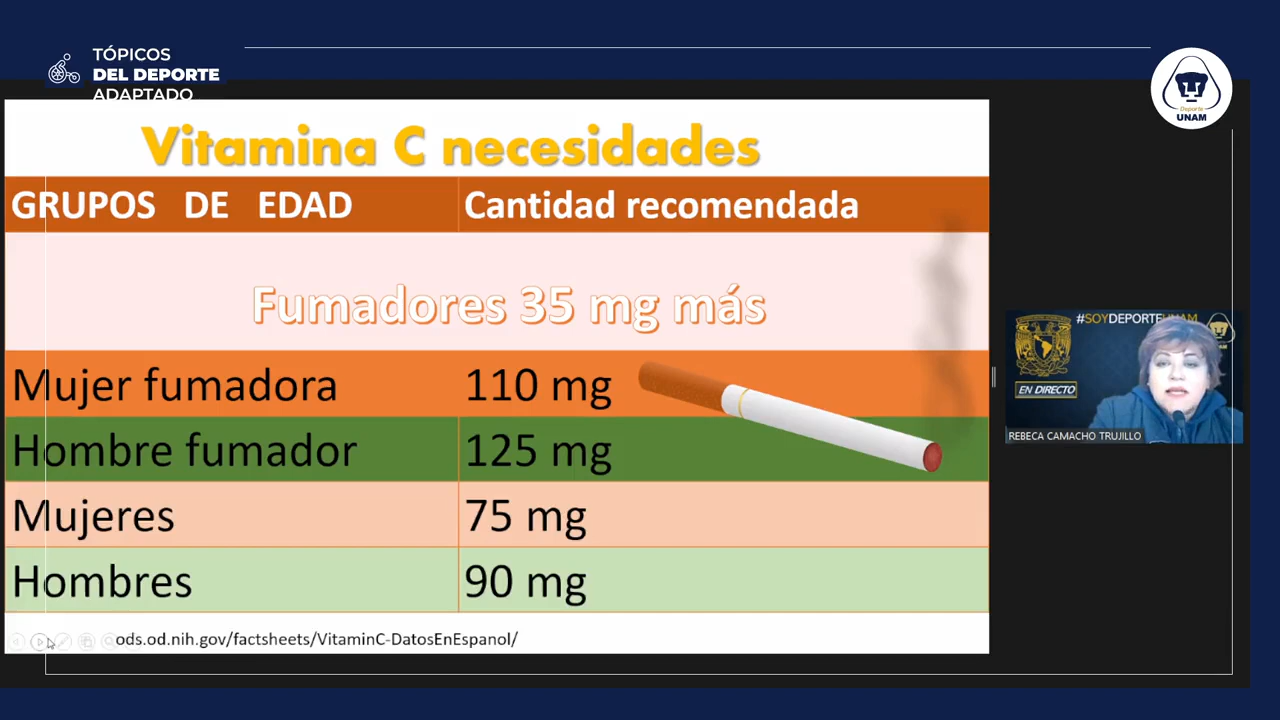 TÓPICOS
DEL DEPORTE
ADAPTADO
Deporte
UNAM
Vitamina C necesidades
GRUPOS DE EDAD
Cantidad recomendada
Fumadores 35 mg más
Mujer fumadora
110 mg
Hombre fumador
125 mg
Mujeres
75 mg
Hombres
90 mg
ods.od.nih.gov/factsheets/VitaminC-DatosEnEspanol/
#SOYDEPORTEUNAM
EN DIRECTO
REBECA CAMACHO TRUJILLO